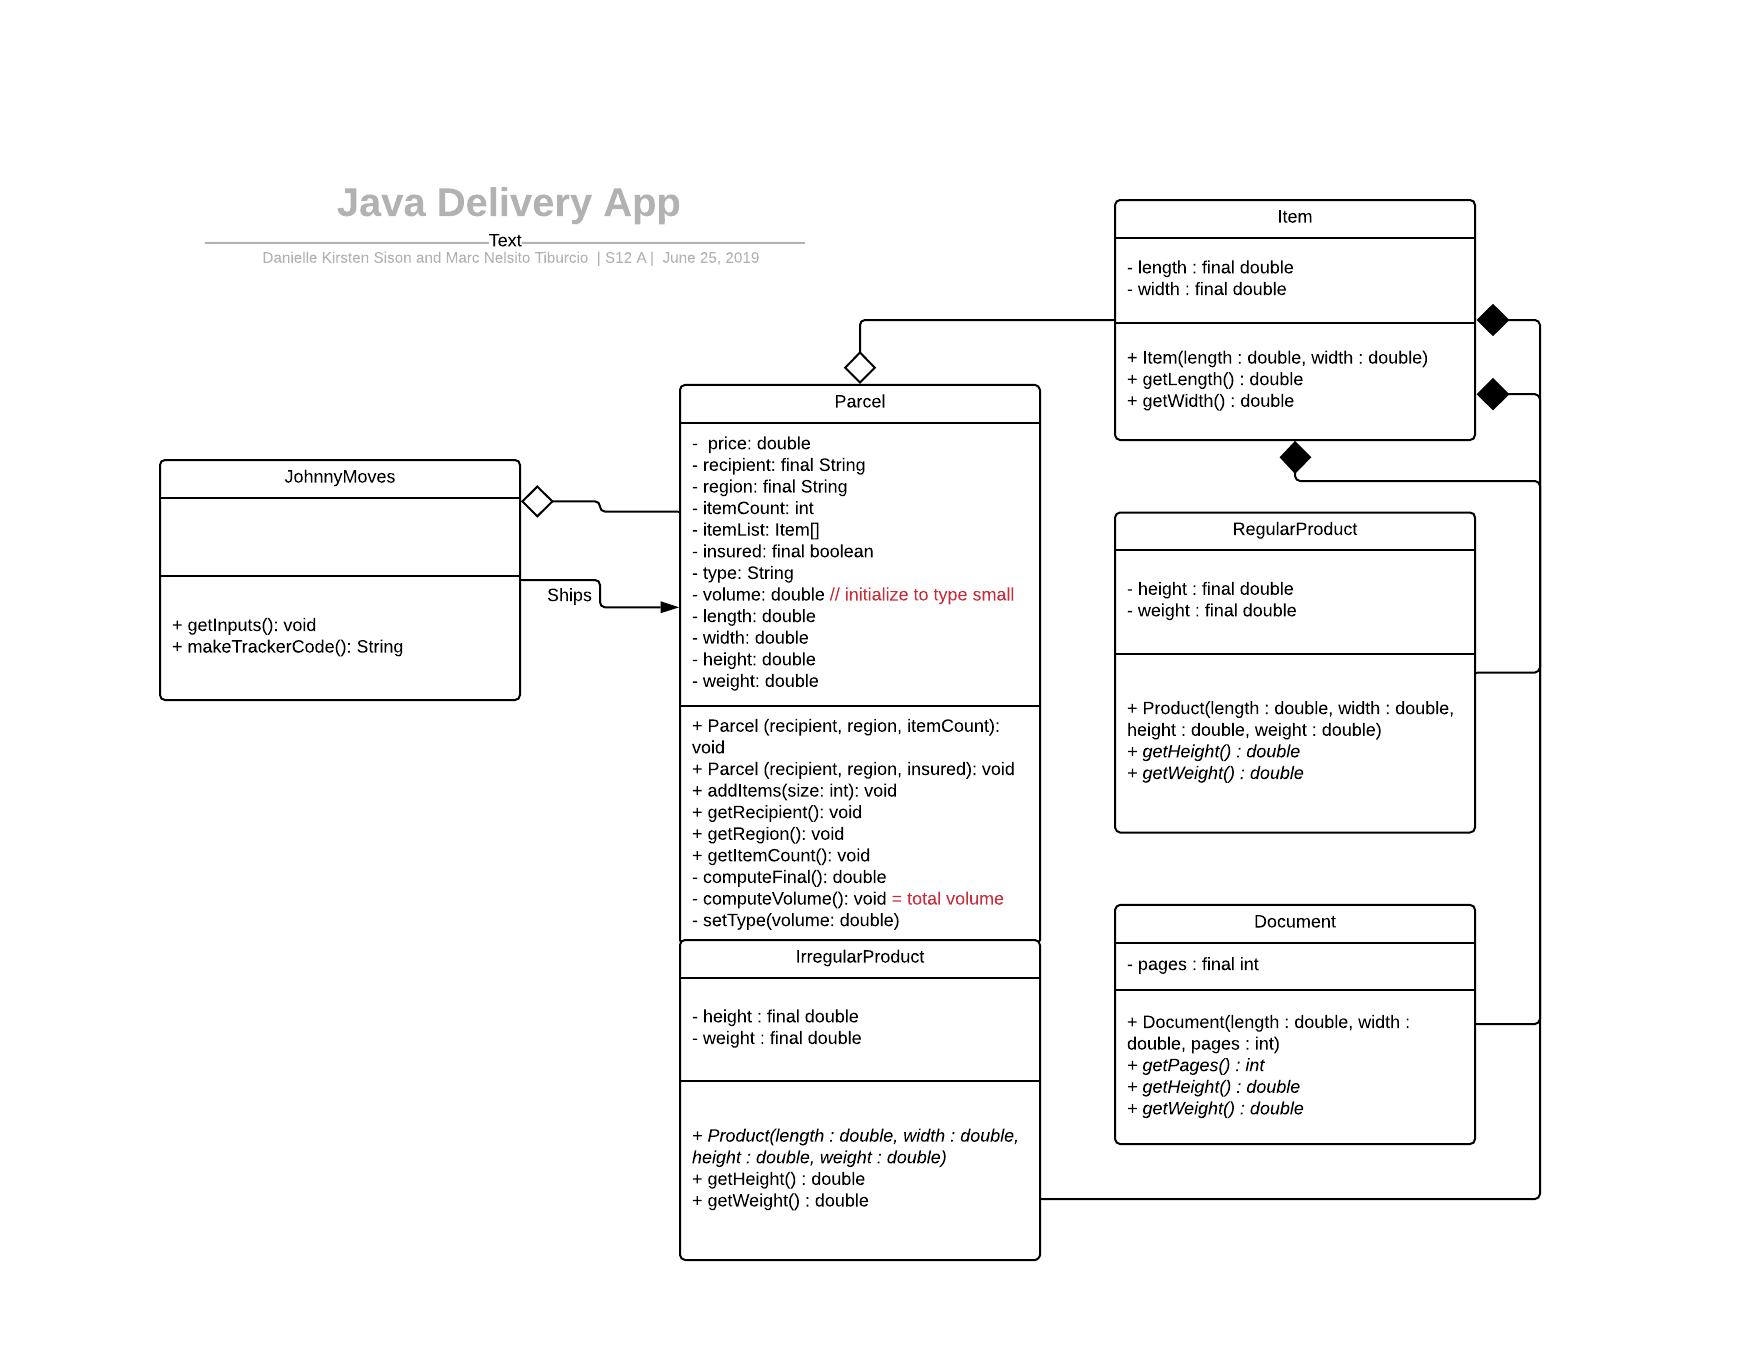 Java Delivery App
Text
Danielle Kirsten Sison and Marc Nelsito Tiburcio | S12 A | June 25, 2019
Item
- length : final double
- width : final double
+ Item(length : double, width : double)
+ getLength() : double
+ getWidth() : double
Parcel
- price: double
- recipient: final String
- region: final String
- itemCount: int
- itemList: Item[]
- insured: final boolean
- type: String
- volume: double // initialize to type small
- length: double
- width: double
- height: double
- weight: double
+ Parcel (recipient, region, itemCount):
void
+ Parcel (recipient, region, insured): void
+ addItems(size: int): void
+ getRecipient(): void
+ getRegion(): void
+ getItemCount(): void
- computeFinal(): double
- computeVolume(): void = total volume
- setType(volume: double)
JohnnyMoves
+ getInputs(): void
+ makeTrackerCode(): String
Ships
RegularProduct
- height : final double
- weight : final double
+ Product(length : double, width : double,
height : double, weight : double)
+ getHeight() : double
+ getWeight() : double
Document
- pages : final int
+ Document(length : double, width :
double, pages : int)
+ getPages() : int
+ getHeight() : double
+ getWeight() : double
IrregularProduct
- height : final double
- weight : final double
+ Product(length : double, width : double,
height : double, weight : double)
+ getHeight() : double
+ getWeight() : double